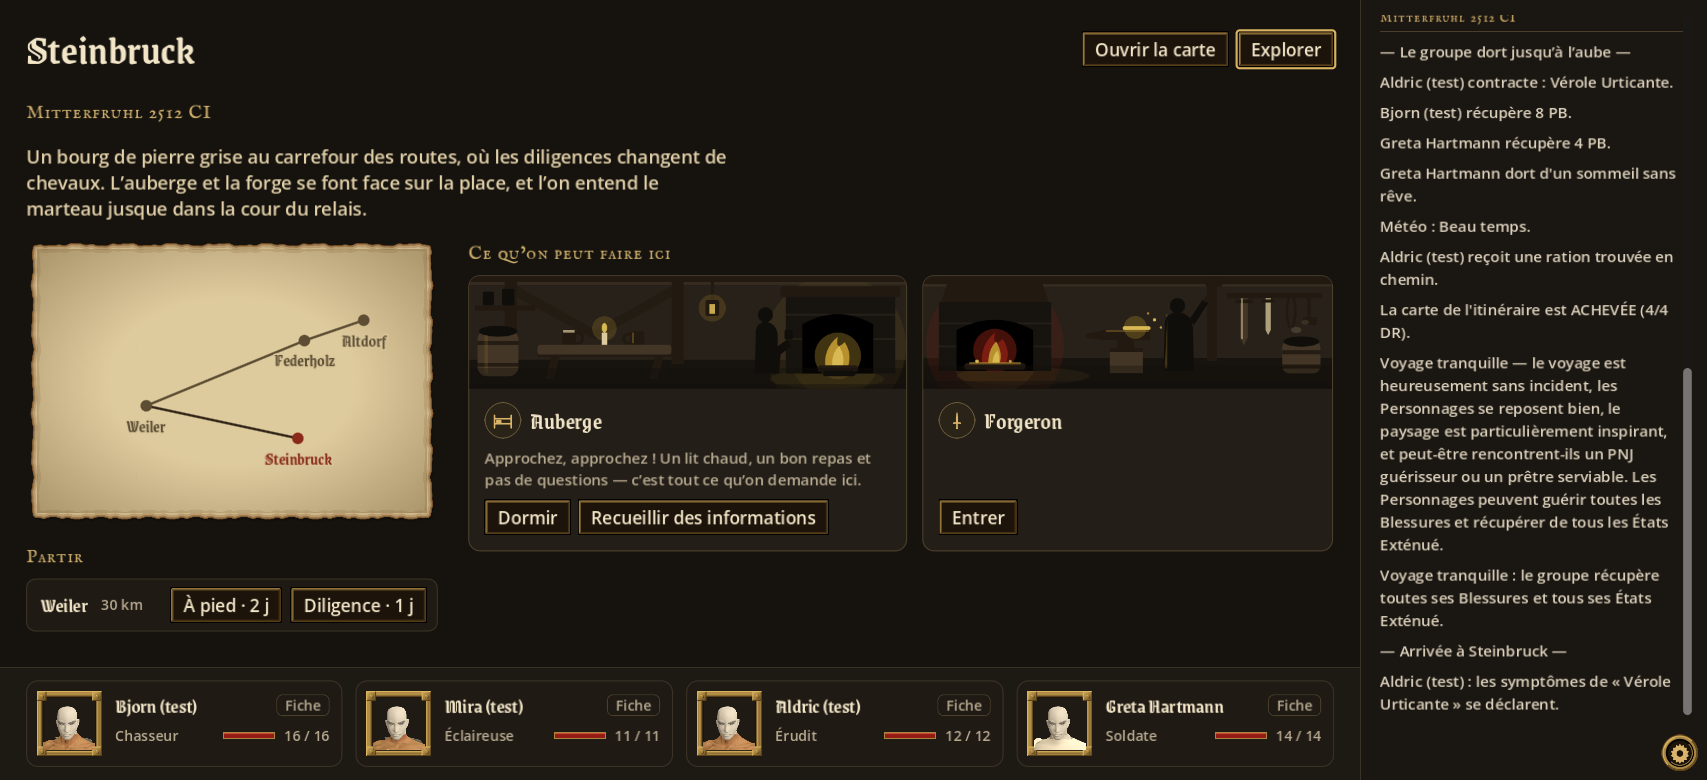 Steinbruck
Ouvrir la carte
Explorer
Mitterfruhl 2512 CI
Un bourg de pierre grise au carrefour des routes, où les diligences changent de
chevaux. L’auberge et la forge se font face sur la place, et l’on entend le
marteau jusque dans la cour du relais.
Altdorf
Federholz
Weiler
Steinbruck
Partir
Weiler 30 km À pied · 2 j Diligence · 1 j
Ce qu’on peut faire ici
Auberge
Approchez, approchez ! Un lit chaud, un bon repas et
pas de questions — c’est tout ce qu’on demande ici.
Dormir
Recueillir des informations
Forgeron
Entrer
Bjorn (test) Fiche
Chasseur 16 / 16
Mira (test) Fiche
Éclaireuse 11 / 11
Aldric (test) Fiche
Érudit 12 / 12
Greta Hartmann Fiche
Soldate 14 / 14
Mitterfruhl 2512 CI
— Le groupe dort jusqu’à l’aube —
Aldric (test) contracte : Vérole Urticante.
Bjorn (test) récupère 8 PB.
Greta Hartmann récupère 4 PB.
Greta Hartmann dort d'un sommeil sans
rêve.
Météo : Beau temps.
Aldric (test) reçoit une ration trouvée en
chemin.
La carte de l'itinéraire est ACHEVÉE (4/4
DR).
Voyage tranquille — le voyage est
heureusement sans incident, les
Personnages se reposent bien, le
paysage est particulièrement inspirant,
et peut-être rencontrent-ils un PNJ
guérisseur ou un prêtre serviable. Les
Personnages peuvent guérir toutes les
Blessures et récupérer de tous les États
Exténué.
Voyage tranquille : le groupe récupère
toutes ses Blessures et tous ses États
Exténué.
— Arrivée à Steinbruck —
Aldric (test) : les symptômes de « Vérole
Urticante » se déclarent.